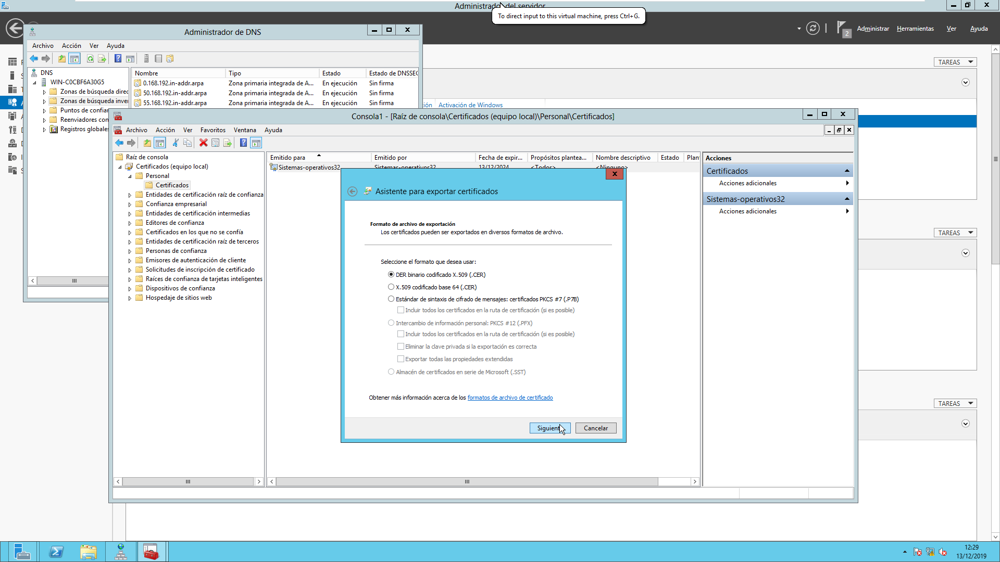 Administrador del servidor
To direct input to this virtual machine, press Ctrl+G.
2
Administrar
Herramientas
Ver
Ayuda
Administrador de DNS
Archivo Acción Ver Ayuda
DNS
WIN-C0CBF6A30G5
Zonas de búsqueda direc
Zonas de búsqueda inver
Puntos de confiar
Reenviadores con
Registros globales
Nombre Tipo Estado Estado de DNSSEC
0.168.192.in-addr.arpa Zona primaria integrada de A... En ejecución Sin firma
50.168.192.in-addr.arpa Zona primaria integrada de A... En ejecución Sin firma
55.168.192.in-addr.arpa Zona primaria integrada de A... En ejecución Sin firma
TAREAS
ción Activación de Windows
Consola1 - [Raíz de consola\Certificados (equipo local)\Personal\Certificados]
Archivo Acción Ver Favoritos Ventana Ayuda
Raíz de consola
Certificados (equipo local)
Personal
Certificados
Entidades de certificación raíz de confianza
Confianza empresarial
Entidades de certificación intermedias
Editores de confianza
Certificados en los que no se confía
Entidades de certificación raíz de terceros
Personas de confianza
Emisores de autenticación de cliente
Solicitudes de inscripción de certificado
Raíces de confianza de tarjetas inteligentes
Dispositivos de confianza
Hospedaje de sitios web
Emitido para Emitido por Fecha de expir... Propósitos plantea... Nombre descriptivo Estado Plan
Sistemas-operativos32 Sistemas-operativos32 13/12/2024 <Todos> <Ninguno>
Acciones
Certificados
Acciones adicionales
Sistemas-operativos32
Acciones adicionales
Asistente para exportar certificados
Formato de archivo de exportación
Los certificados pueden ser exportados en diversos formatos de archivo.
Seleccione el formato que desea usar:
DER binario codificado X.509 (.CER)
X.509 codificado base 64 (.CER)
Estándar de sintaxis de cifrado de mensajes: certificados PKCS #7 (.P7B)
Incluir todos los certificados en la ruta de certificación (si es posible)
Intercambio de información personal: PKCS #12 (.PFX)
Incluir todos los certificados en la ruta de certificación (si es posible)
Eliminar la clave privada si la exportación es correcta
Exportar todas las propiedades extendidas
Almacén de certificados en serie de Microsoft (.SST)
Obtener más información acerca de los formatos de archivo de certificado
Siguient
Cancelar
TAREAS
TAREAS
12:29
13/12/2019